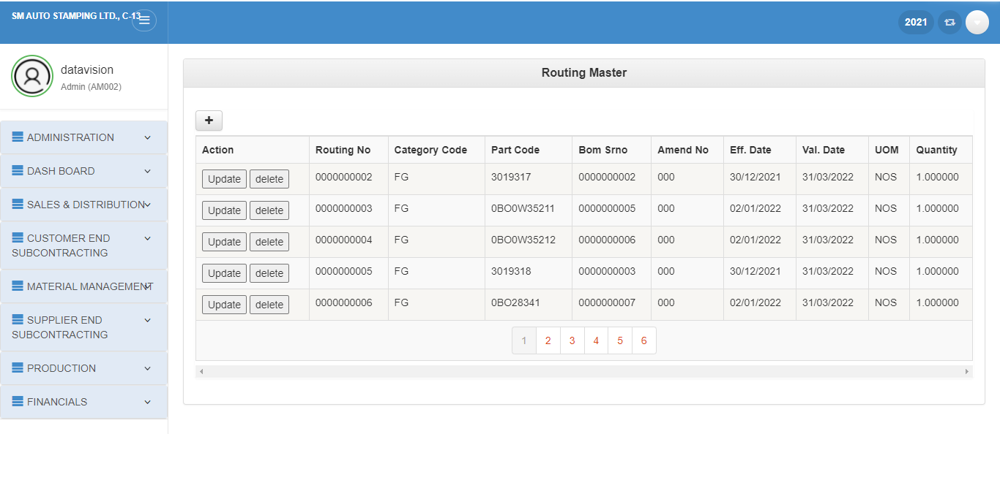 SM AUTO STAMPING LTD., C-13
2021
datavision
Admin (AM002)
ADMINISTRATION
DASH BOARD
SALES & DISTRIBUTION
CUSTOMER END
SUBCONTRACTING
MATERIAL MANAGEMENT
SUPPLIER END
SUBCONTRACTING
PRODUCTION
FINANCIALS
Routing Master
+
Action Routing No Category Code Part Code Bom Srno Amend No Eff. Date Val. Date UOM Quantity
Update delete 0000000002 FG 3019317 0000000002 000 30/12/2021 31/03/2022 NOS 1.000000
Update delete 0000000003 FG 0BO0W35211 0000000005 000 02/01/2022 31/03/2022 NOS 1.000000
Update delete 0000000004 FG 0BO0W35212 0000000006 000 02/01/2022 31/03/2022 NOS 1.000000
Update delete 0000000005 FG 3019318 0000000003 000 30/12/2021 31/03/2022 NOS 1.000000
Update delete 0000000006 FG 0BO28341 0000000007 000 02/01/2022 31/03/2022 NOS 1.000000
1 2 3 4 5 6